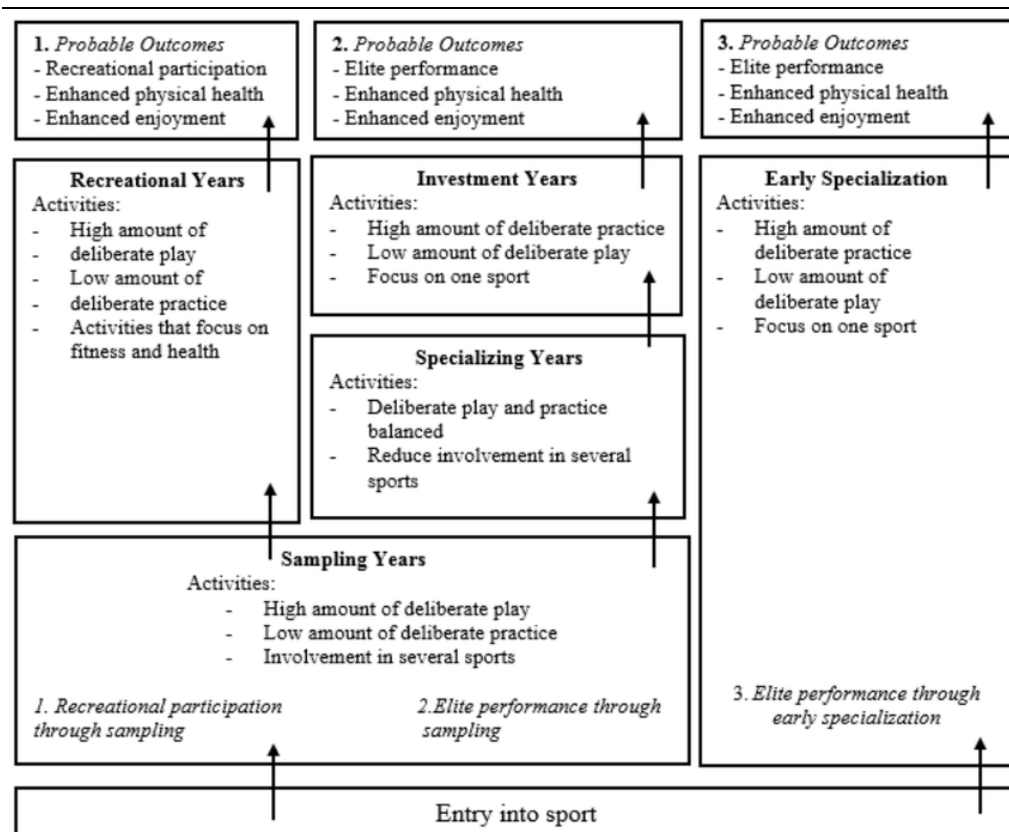 1. Probable Outcomes
- Recreational participation
- Enhanced physical health
- Enhanced enjoyment
2. Probable Outcomes
- Elite performance
- Enhanced physical health
- Enhanced enjoyment
3. Probable Outcomes
- Elite performance
- Enhanced physical health
- Enhanced enjoyment
Recreational Years
Activities:
- High amount of
- deliberate play
- Low amount of
- deliberate practice
- Activities that focus on
fitness and health
Investment Years
Activities:
- High amount of deliberate practice
- Low amount of deliberate play
- Focus on one sport
Early Specialization
Activities:
- High amount of
deliberate practice
- Low amount of
deliberate play
- Focus on one sport
Specializing Years
Activities:
- Deliberate play and practice
balanced
- Reduce involvement in several
sports
Sampling Years
Activities:
- High amount of deliberate play
- Low amount of deliberate practice
- Involvement in several sports
1. Recreational participation
through sampling
2.Elite performance through
sampling
3. Elite performance through
early specialization
Entry into sport